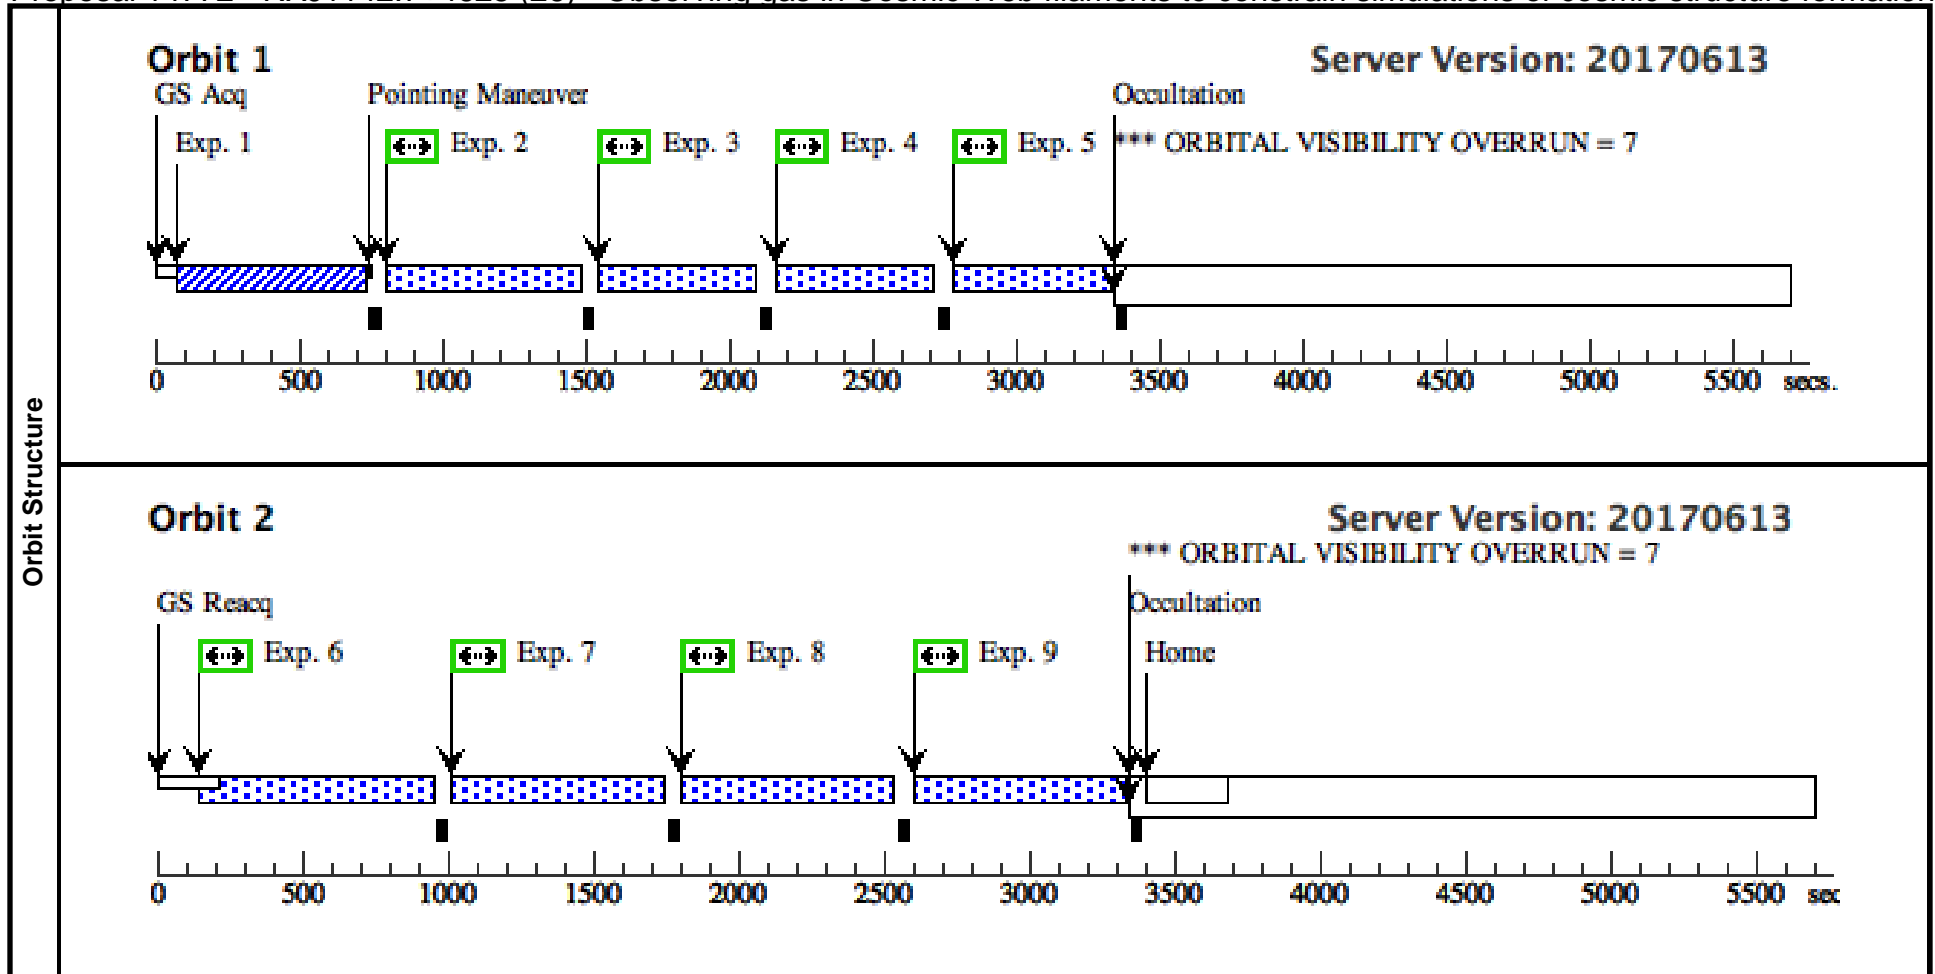 Orbit Structure
Orbit 1
Server Version: 20170613
GS Acq
Pointing Maneuver
Occultation
Exp. 1
Exp. 2
Exp. 3
Exp. 4
Exp. 5
*** ORBITAL VISIBILITY OVERRUN = 7
0 500 1000 1500 2000 2500 3000 3500 4000 4500 5000 5500 secs.
Orbit 2
Server Version: 20170613
*** ORBITAL VISIBILITY OVERRUN = 7
GS Reacq
Occultation
Exp. 6
Exp. 7
Exp. 8
Exp. 9
Home
0 500 1000 1500 2000 2500 3000 3500 4000 4500 5000 5500 sec